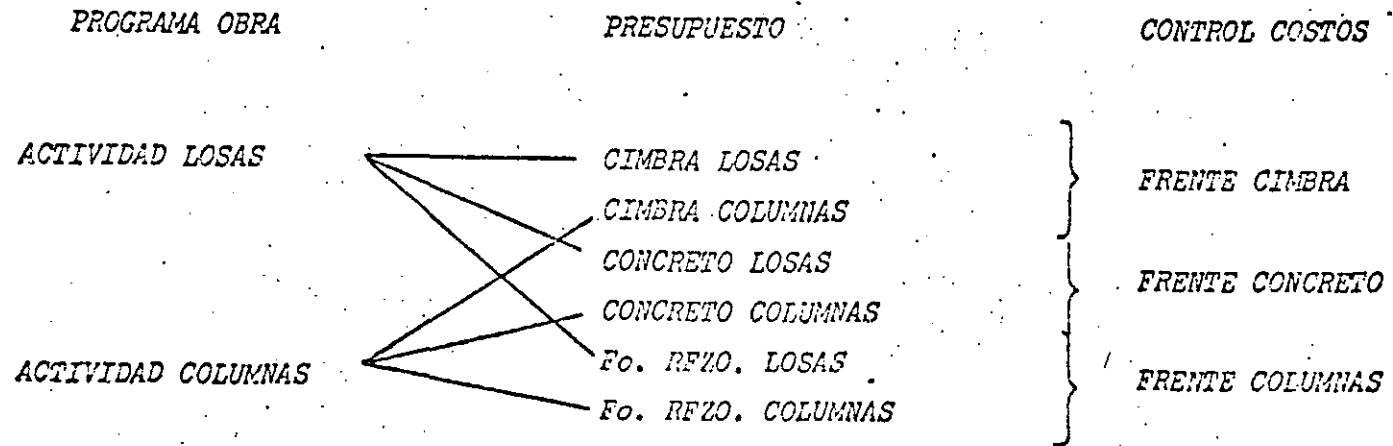 PROGRAMA OBRA PRESUPUESTO CONTROL COSTOS
ACTIVIDAD LOSAS
CIMBRA LOSAS
CIMBRA COLUMNAS
FRENTE CIMBRA
CONCRETO LOSAS
CONCRETO COLUMNAS
FRENTE CONCRETO
Fo. RFZO. LOSAS
ACTIVIDAD COLUMNAS
Fo. RFZO. COLUMNAS
FRENTE COLUMNAS